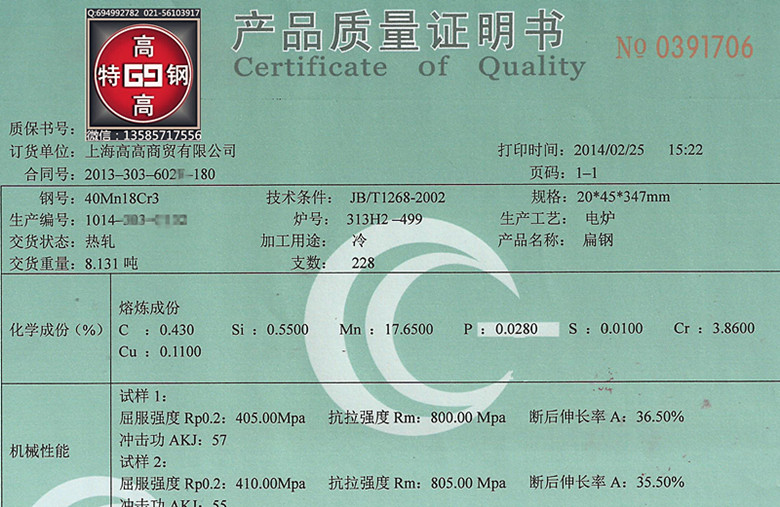 Q:694992782 021-56103917
高
特 GG 钢
高
微信：13585717556
产品质量证明书
Certificate of Quality
No 0391706
质保书号：
订货单位：上海高高商贸有限公司 打印时间：2014/02/25 15:22
合同号：2013-303-602 -180 页码：1-1
钢号：40Mn18Cr3 技术条件：JB/T1268-2002 规格：20*45*347mm
生产编号：1014- 炉号：313H2-499 生产工艺：电炉
交货状态：热轧 加工用途：冷 产品名称：扁钢
交货重量：8.131 吨 支数：228
化学成份（%）
熔炼成份
C ：0.430 Si：0.5500 Mn：17.6500 P：0.0280 S：0.0100 Cr：3.8600
Cu：0.1100
机械性能
试样 1：
屈服强度 Rp0.2：405.00Mpa 抗拉强度 Rm：800.00 Mpa 断后伸长率 A：36.50%
冲击功 AKJ：57
试样 2：
屈服强度 Rp0.2：410.00Mpa 抗拉强度 Rm：805.00 Mpa 断后伸长率 A：35.50%
冲击功 AKJ：55